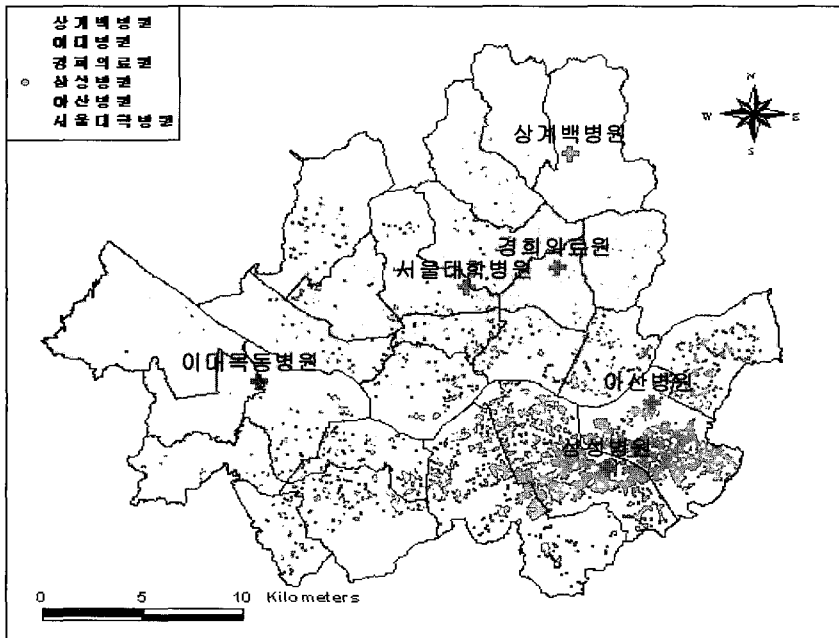 상계백병원
이대병원
경희의료원
삼성병원
아산병원
서울대학병원
N
W E
S
상계백병원
경희의료원
서울대학병원
이대목동병원
아산병원
삼성병원
0 5 10 Kilometers